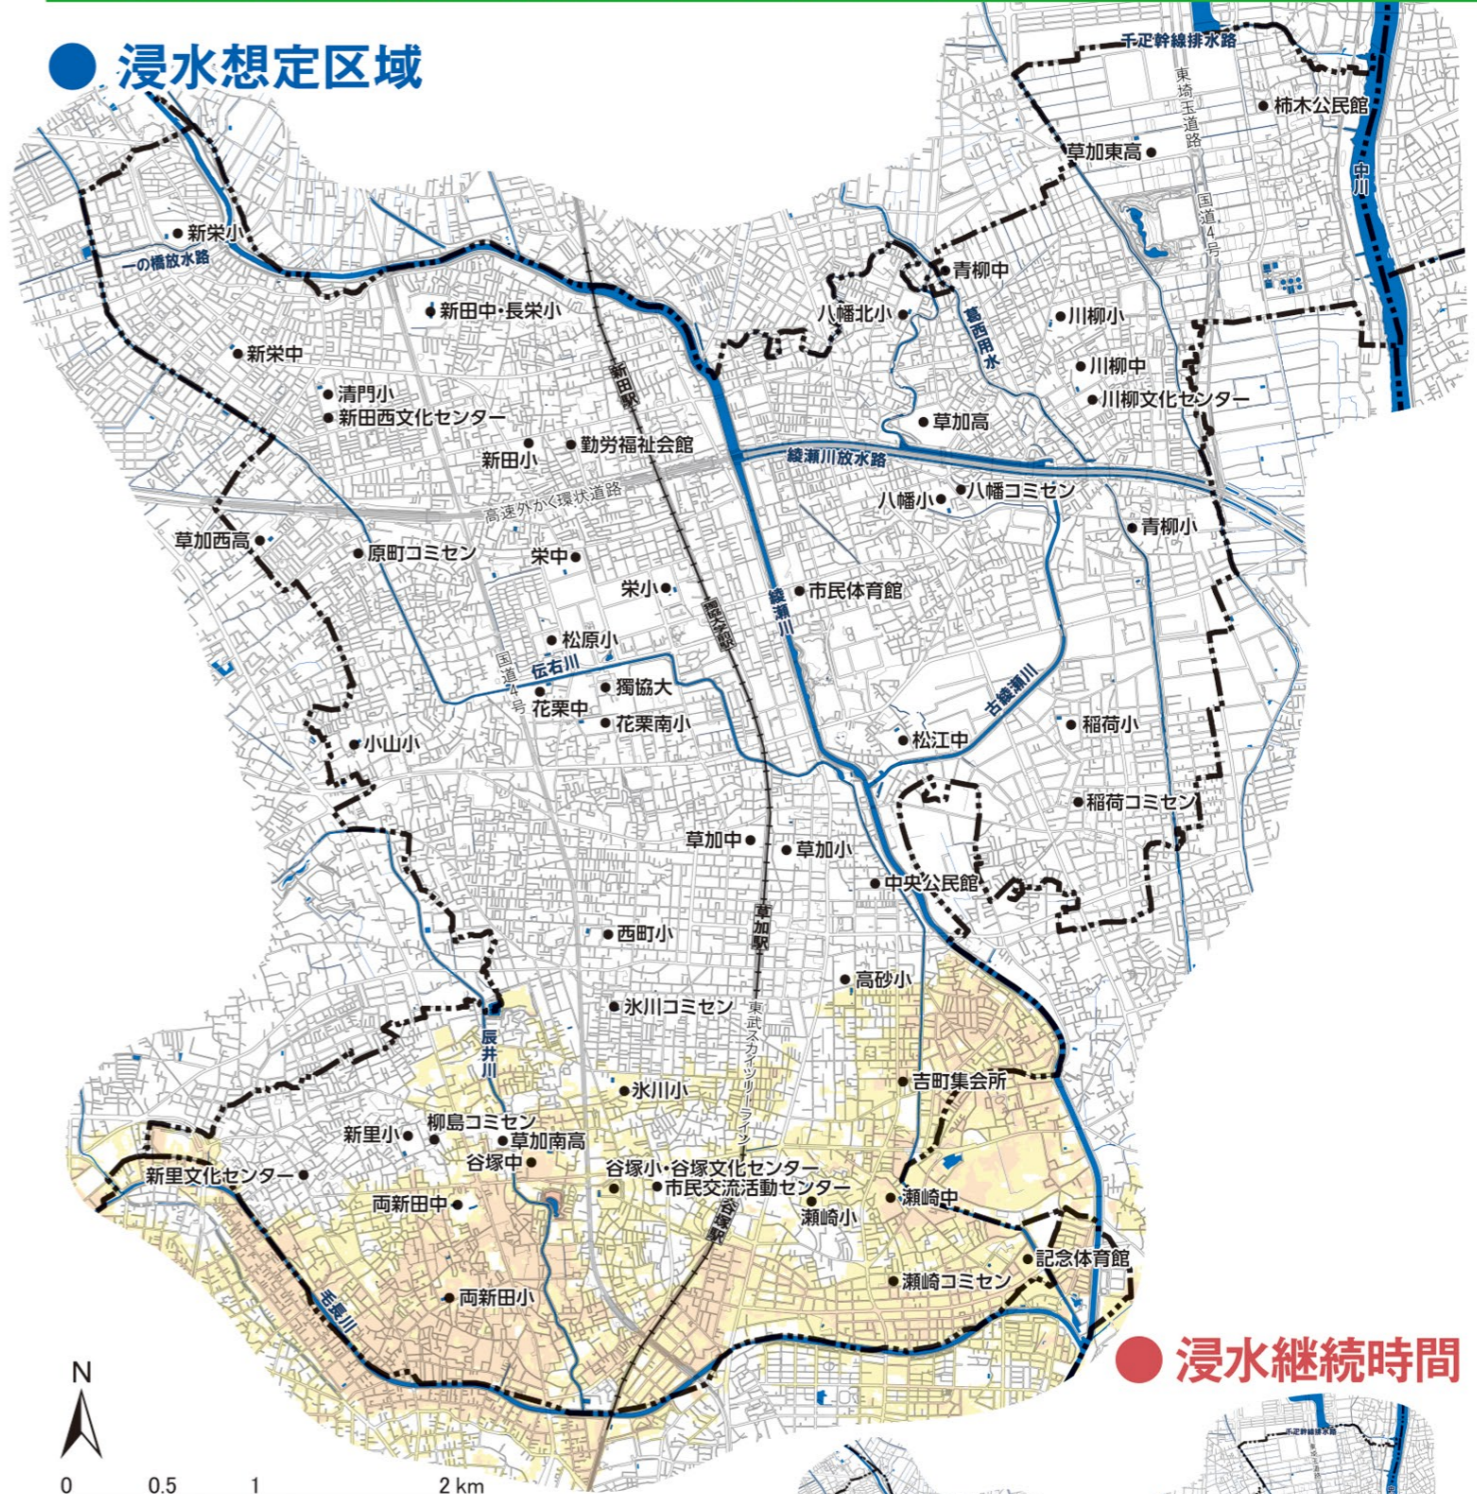 浸水想定区域
千疋幹線排水路
東埼玉道路
柿木公民館
草加東高
中川
国道4号
新栄小
一の橋放水路
青柳中
新田中・長栄小
八幡北小
葛西用水
川柳小
新栄中
新田駅
川柳中
清門小
川柳文化センター
新田西文化センター
草加高
勤労福祉会館
新田小
綾瀬川放水路
高速外かく環状道路
八幡小
八幡コミセン
青柳小
草加西高
原町コミセン
栄中
栄小
綾瀬川
市民体育館
獨協大学前駅
松原小
国道4号
伝右川
獨協大
花栗中
花栗南小
古綾瀬川
松江中
稲荷小
小山小
稲荷コミセン
草加中
草加小
中央公民館
草加駅
西町小
高砂小
氷川コミセン
東武スカイツリーライン
辰井川
氷川小
吉町集会所
柳島コミセン
新里小
草加南高
谷塚中
谷塚小・谷塚文化センター
新里文化センター
市民交流活動センター
両新田中
瀬崎中
瀬崎小
谷塚駅
記念体育館
瀬崎コミセン
両新田小
毛長川
浸水継続時間
N
0 0.5 1 2 km
千疋幹線排水路